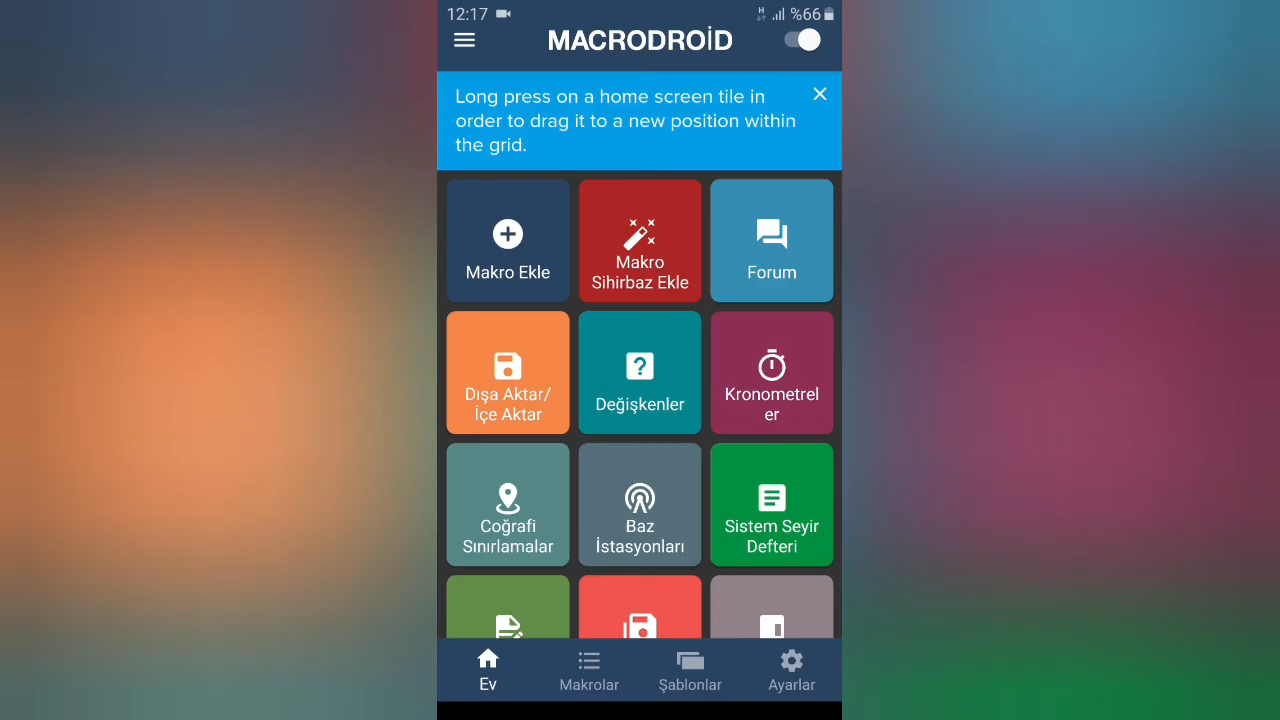 12:17
H %66
MACRODROİD
Long press on a home screen tile in
order to drag it to a new position within
the grid.
Makro Ekle
Makro
Sihirbaz Ekle
Forum
Dışa Aktar/
İçe Aktar
Değişkenler
Kronometrel
er
Coğrafi
Sınırlamalar
Baz
İstasyonları
Sistem Seyir
Defteri
Ev
Makrolar
Şablonlar
Ayarlar